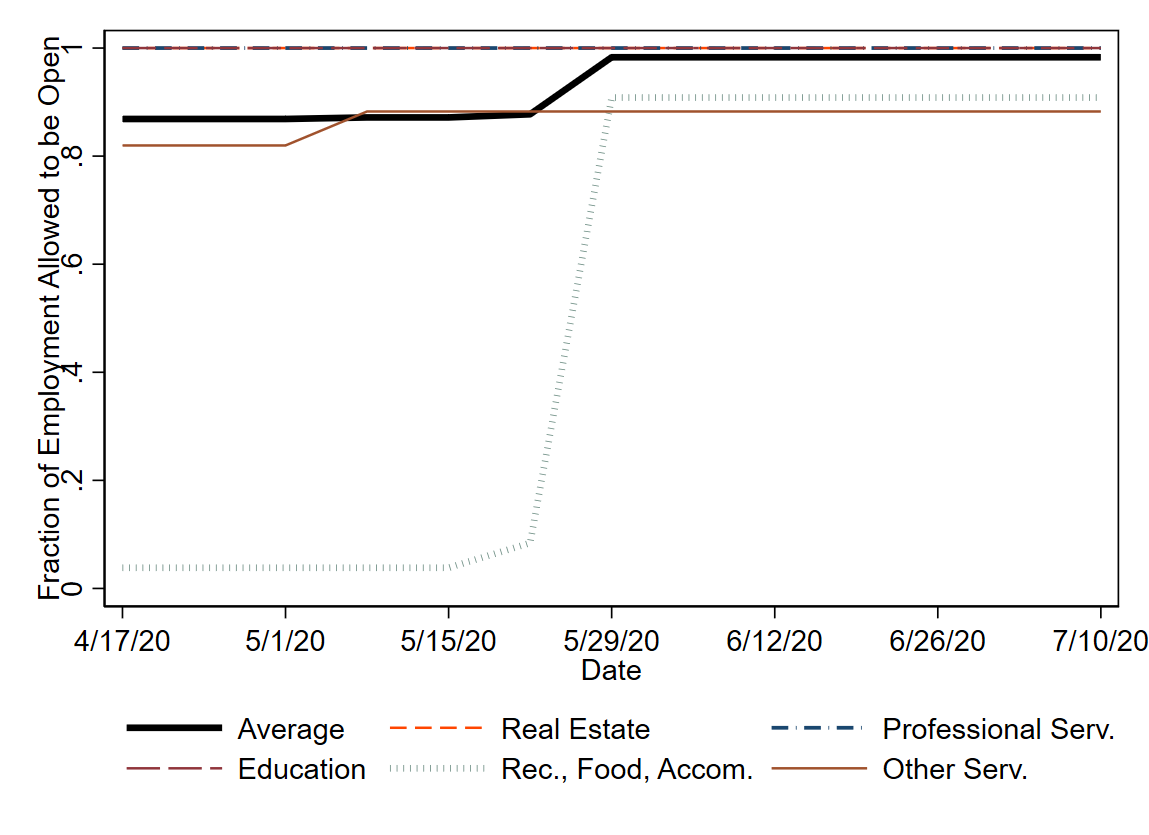 Fraction of Employment Allowed to be Open
1
.8
.6
.4
.2
0
4/17/20 5/1/20 5/15/20 5/29/20 6/12/20 6/26/20 7/10/20
Date
Average Real Estate Professional Serv.
Education Rec., Food, Accom. Other Serv.